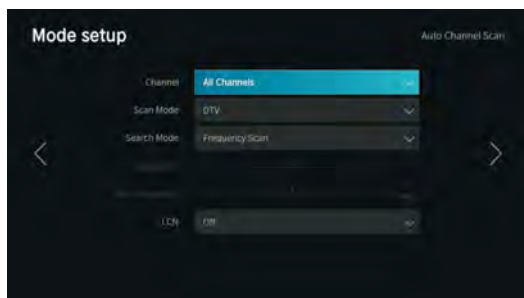 Mode setup
Auto Channel Scan
Channel All Channels
Scan Mode DTV
Search Mode Frequency Scan
LCN Off